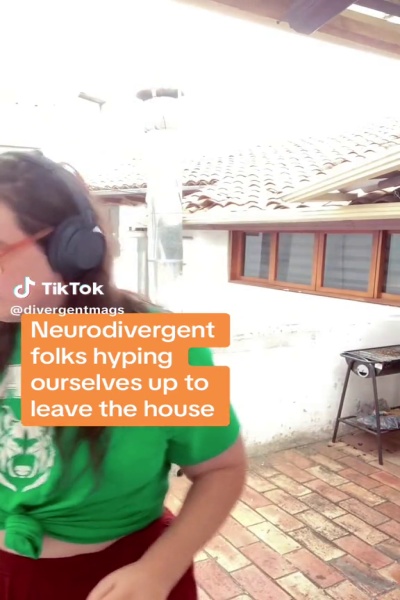 TikTok
@divergentmags
Neurodivergent
folks hyping
ourselves up to
leave the house